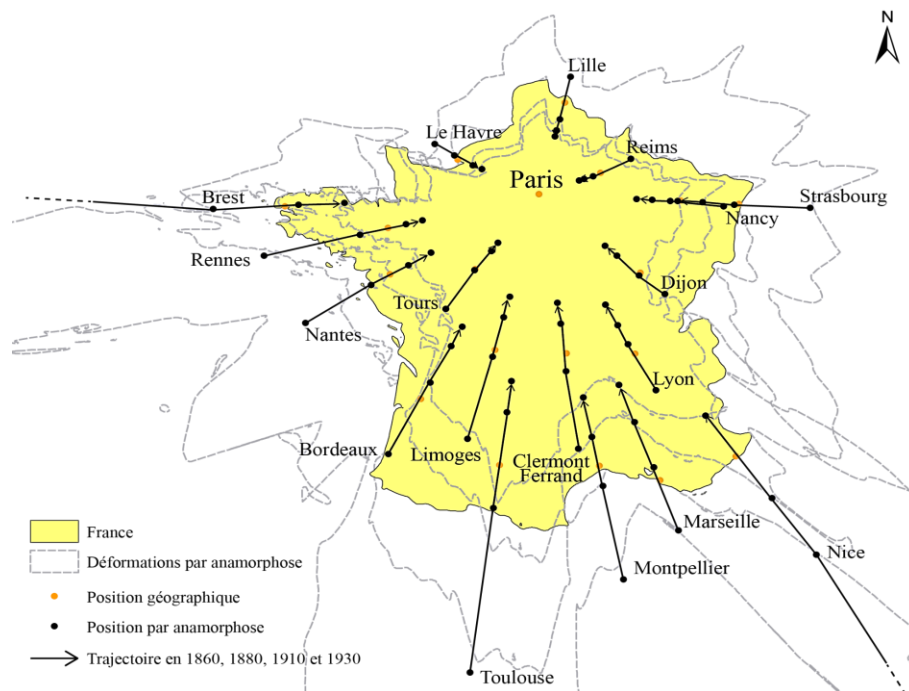 N
Lille
Le Havre
Reims
Paris
Brest
Strasbourg
Nancy
Rennes
Dijon
Tours
Nantes
Lyon
Bordeaux
Limoges
Clermont
Ferrand
Marseille
Nice
Montpellier
Toulouse
France
Déformations par anamorphose
Position géographique
Position par anamorphose
Trajectoire en 1860, 1880, 1910 et 1930